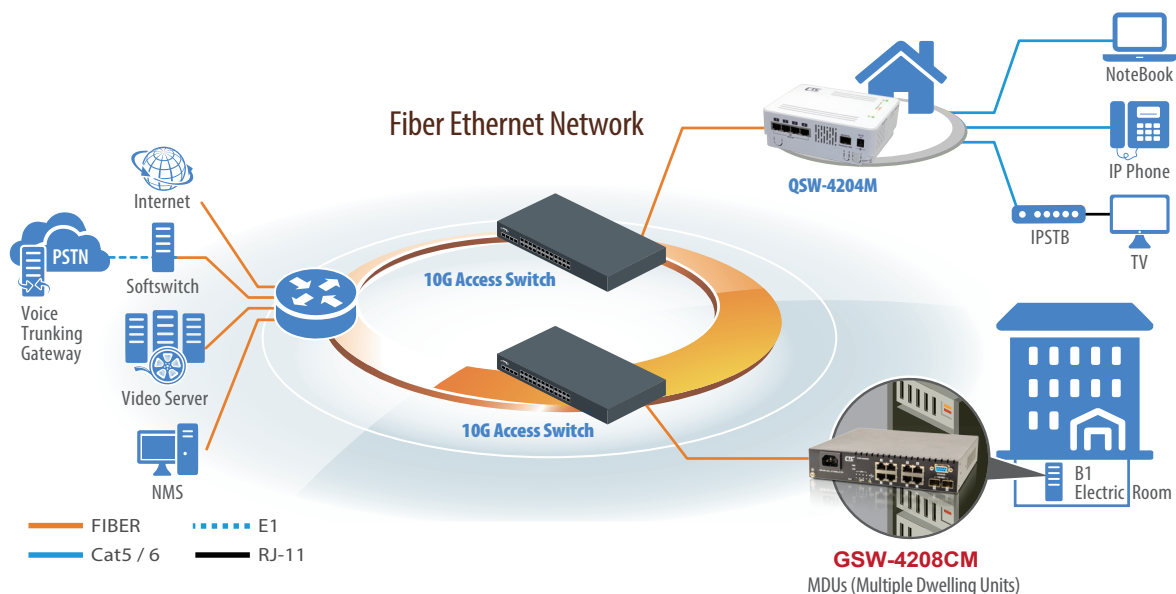 Fiber Ethernet Network
Internet
PSTN
Softswitch
Voice
Trunking
Gateway
Video Server
NMS
10G Access Switch
10G Access Switch
CTS
QSW-4204M
NoteBook
IP Phone
IPSTB
TV
CTS
B1
Electric Room
GSW-4208CM
MDUs (Multiple Dwelling Units)
FIBER
E1
Cat5 / 6
RJ-11